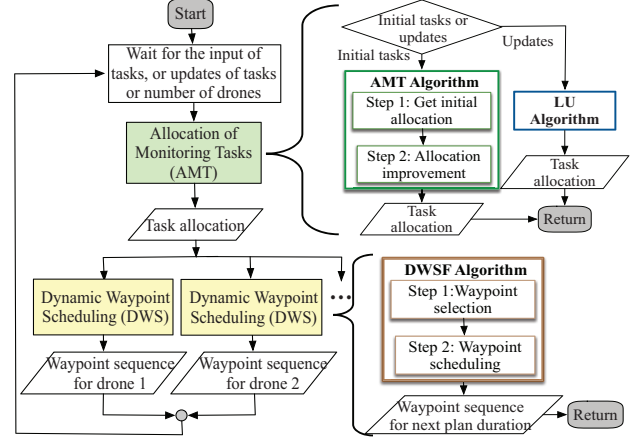 Start
Wait for the input of
tasks, or updates of tasks
or number of drones
Allocation of
Monitoring Tasks
(AMT)
Task allocation
Dynamic Waypoint
Scheduling (DWS)
Dynamic Waypoint
Scheduling (DWS)
...
Waypoint sequence
for drone 1
Waypoint sequence
for drone 2
Initial tasks or
updates
Initial tasks
Updates
AMT Algorithm
Step 1: Get initial
allocation
Step 2: Allocation
improvement
LU
Algorithm
Task
allocation
Task
allocation
Return
DWSF Algorithm
Step 1:Waypoint
selection
Step 2: Waypoint
scheduling
Waypoint sequence
for next plan duration
Return